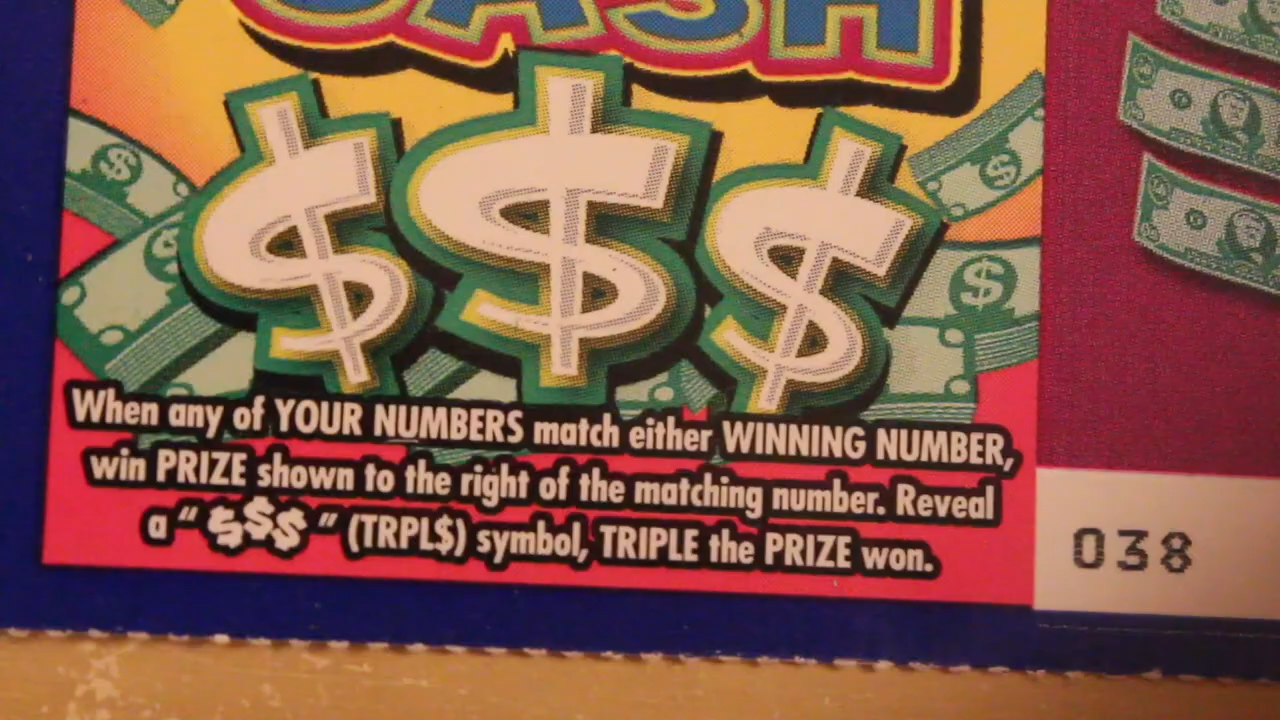 CASH
$ $ $
When any of YOUR NUMBERS match either WINNING NUMBER,
win PRIZE shown to the right of the matching number. Reveal
a "$$$" (TRPL$) symbol, TRIPLE the PRIZE won.
038